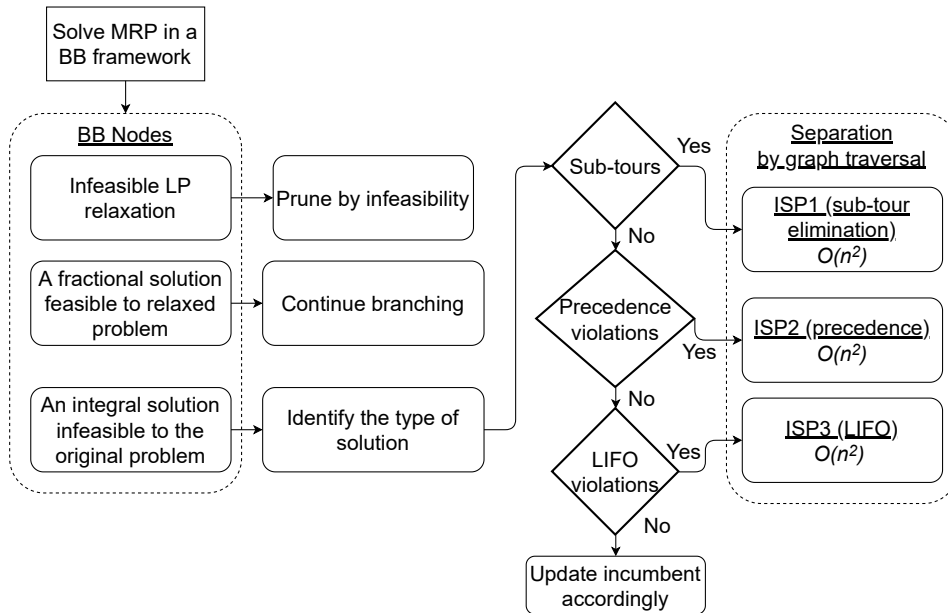 Solve MRP in a
BB framework
BB Nodes
Infeasible LP
relaxation
Prune by infeasibility
A fractional solution
feasible to relaxed
problem
Continue branching
An integral solution
infeasible to the
original problem
Identify the type of
solution
Sub-tours
Yes
No
Precedence
violations
Yes
No
LIFO
violations
Yes
No
Update incumbent
accordingly
Separation
by graph traversal
ISP1 (sub-tour
elimination)
O(n²)
ISP2 (precedence)
O(n²)
ISP3 (LIFO)
O(n²)